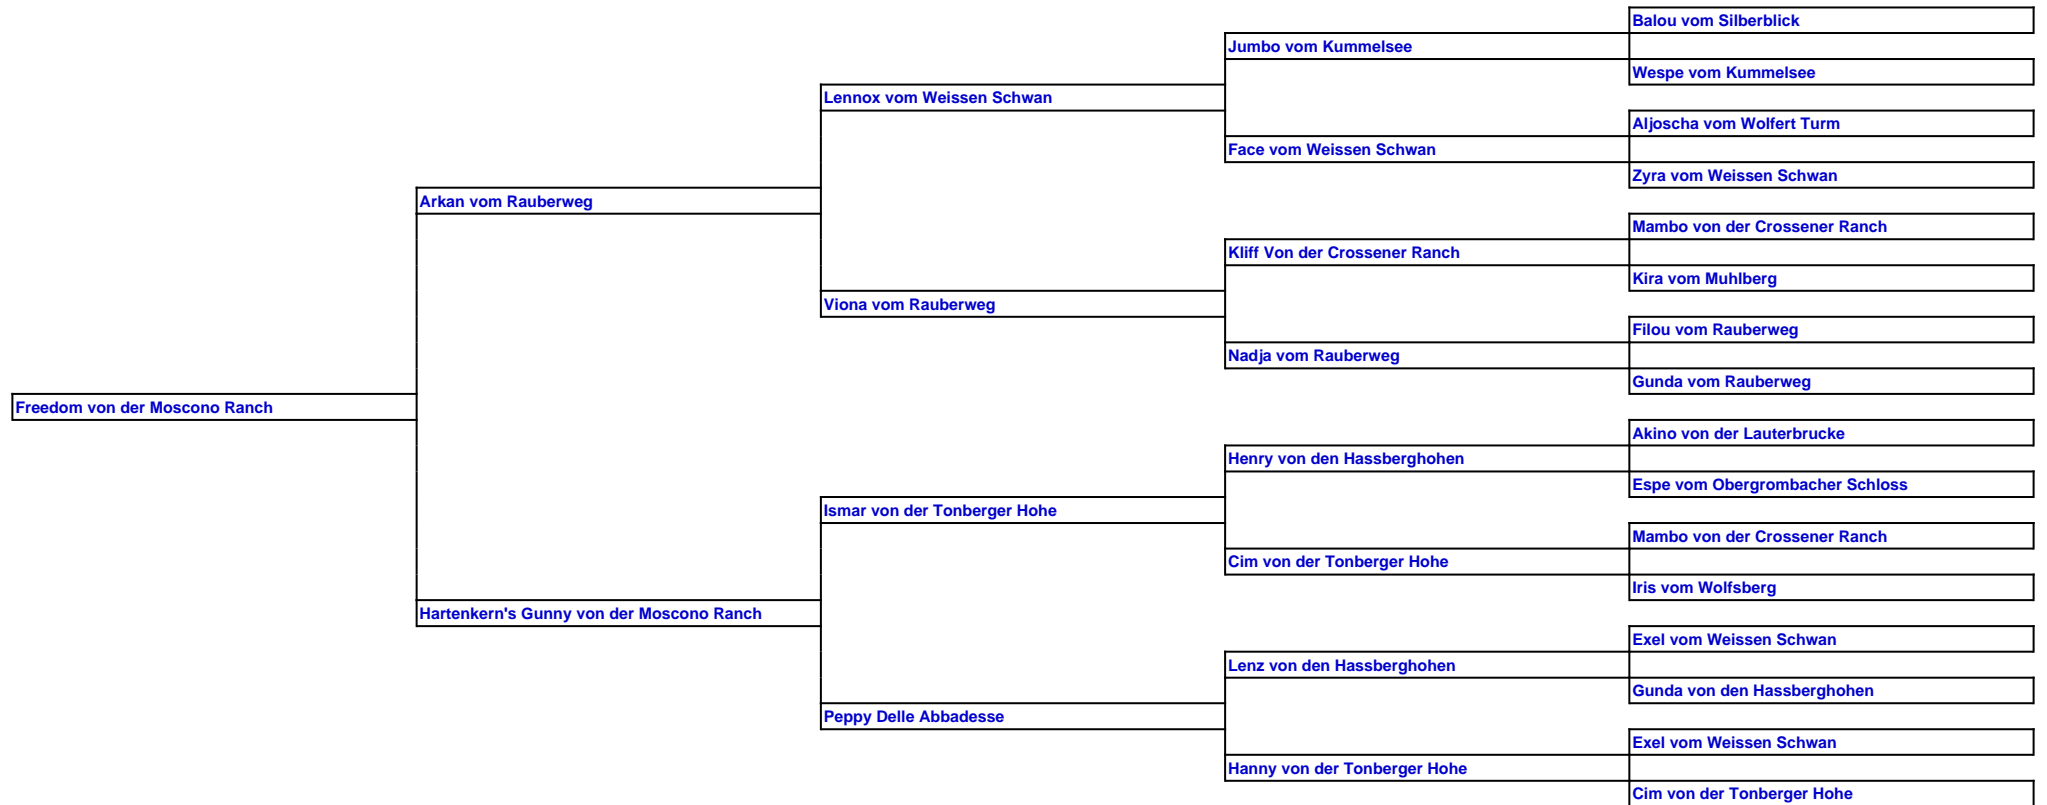 Balou vom Silberblick
Jumbo vom Kummelsee
Wespe vom Kummelsee
Lennox vom Weissen Schwan
Aljoscha vom Wolfert Turm
Face vom Weissen Schwan
Zyra vom Weissen Schwan
Arkan vom Rauberweg
Mambo von der Crossener Ranch
Kliff Von der Crossener Ranch
Kira vom Muhlberg
Viona vom Rauberweg
Filou vom Rauberweg
Nadja vom Rauberweg
Gunda vom Rauberweg
Freedom von der Moscono Ranch
Akino von der Lauterbrucke
Henry von den Hassberghohen
Espe vom Obergrombacher Schloss
Ismar von der Tonberger Hohe
Mambo von der Crossener Ranch
Cim von der Tonberger Hohe
Iris vom Wolfsberg
Hartenkern's Gunny von der Moscono Ranch
Exel vom Weissen Schwan
Lenz von den Hassberghohen
Gunda von den Hassberghohen
Peppy Delle Abbadesse
Exel vom Weissen Schwan
Hanny von der Tonberger Hohe
Cim von der Tonberger Hohe